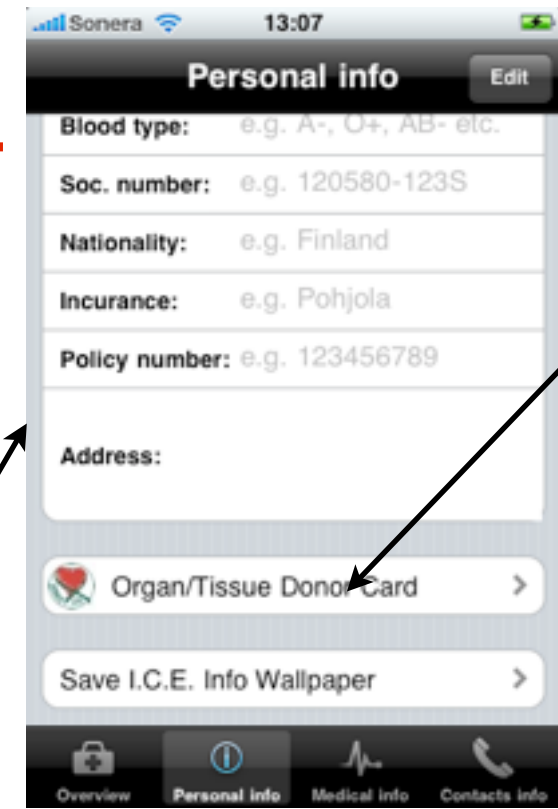 Sonera 13:07
Personal info Edit
Blood type: e.g. A-, O+, AB- etc.
Soc. number: e.g. 120580-123S
Nationality: e.g. Finland
Incurance: e.g. Pohjola
Policy number: e.g. 123456789
Address:
Organ/Tissue Donor Card
Save I.C.E. Info Wallpaper
Overview Personal info Medical info Contacts info